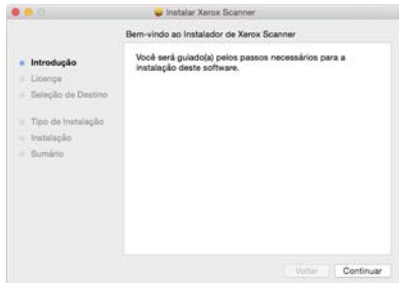 Instalar Xerox Scanner
Bem-vindo ao Instalador de Xerox Scanner
Introdução
Licença
Seleção de Destino
Tipo de Instalação
Instalação
Sumário
Você será guiado(a) pelos passos necessários para a
instalação deste software.
Voltar
Continuar